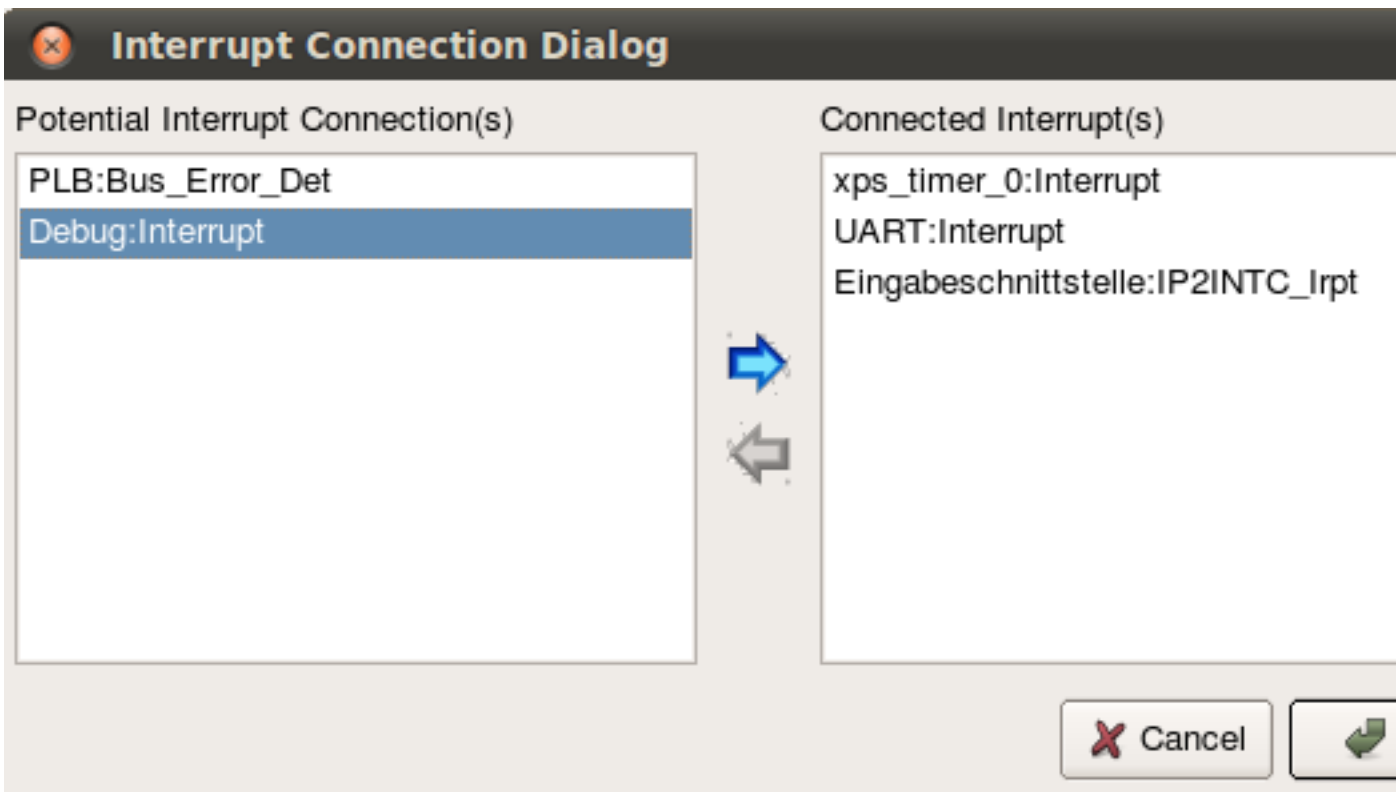 Interrupt Connection Dialog
Potential Interrupt Connection(s)
PLB:Bus_Error_Det
Debug:Interrupt
Connected Interrupt(s)
xps_timer_0:Interrupt
UART:Interrupt
Eingabeschnittstelle:IP2INTC_Irpt
Cancel